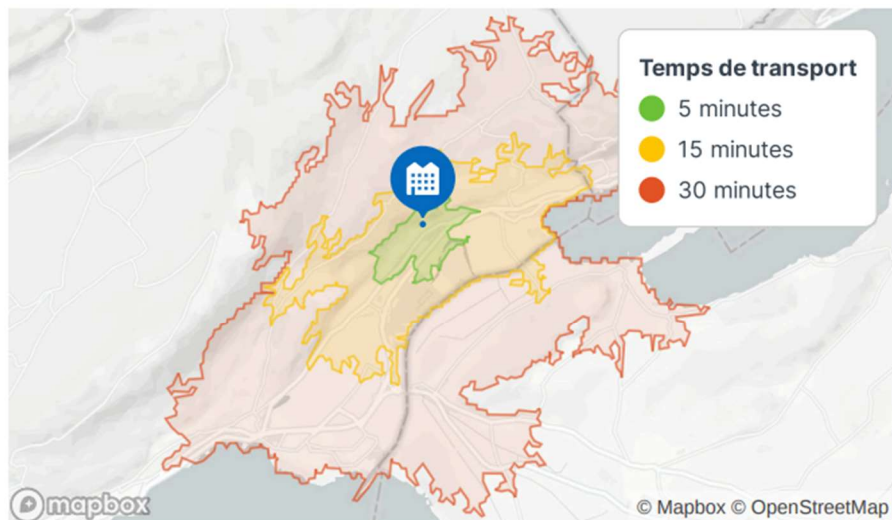 Temps de transport
5 minutes
15 minutes
30 minutes
mapbox
© Mapbox © OpenStreetMap